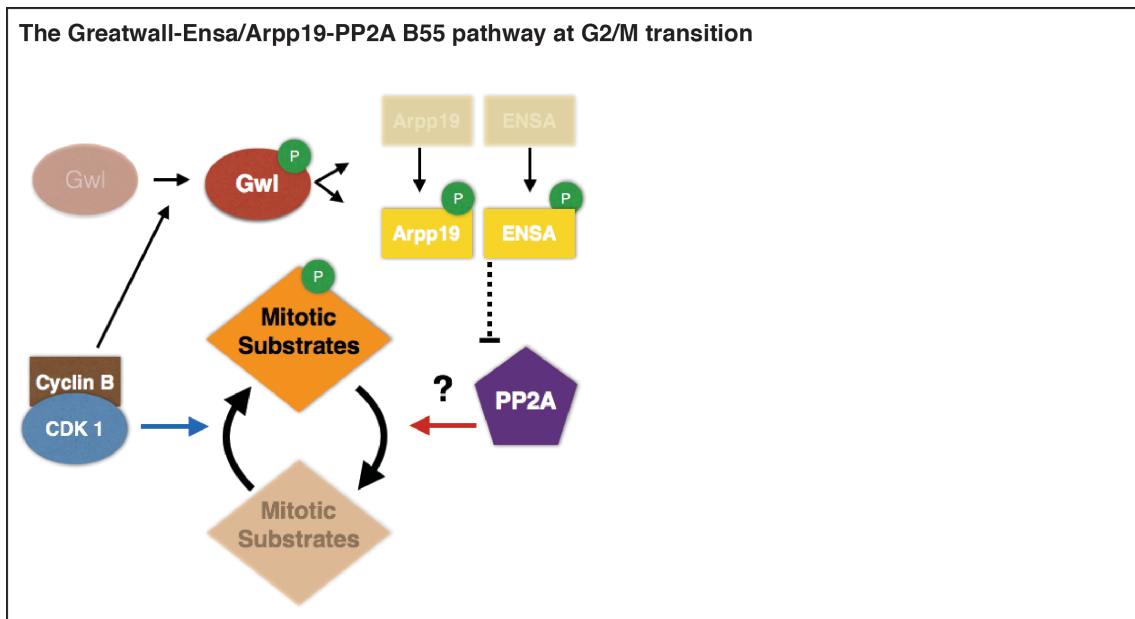 The Greatwall-Ensa/Arpp19-PP2A B55 pathway at G2/M transition
Arpp19
ENSA
Gwl
P
Gwl
P
P
Arpp19
ENSA
P
Mitotic
Substrates
Cyclin B
CDK 1
?
PP2A
Mitotic
Substrates